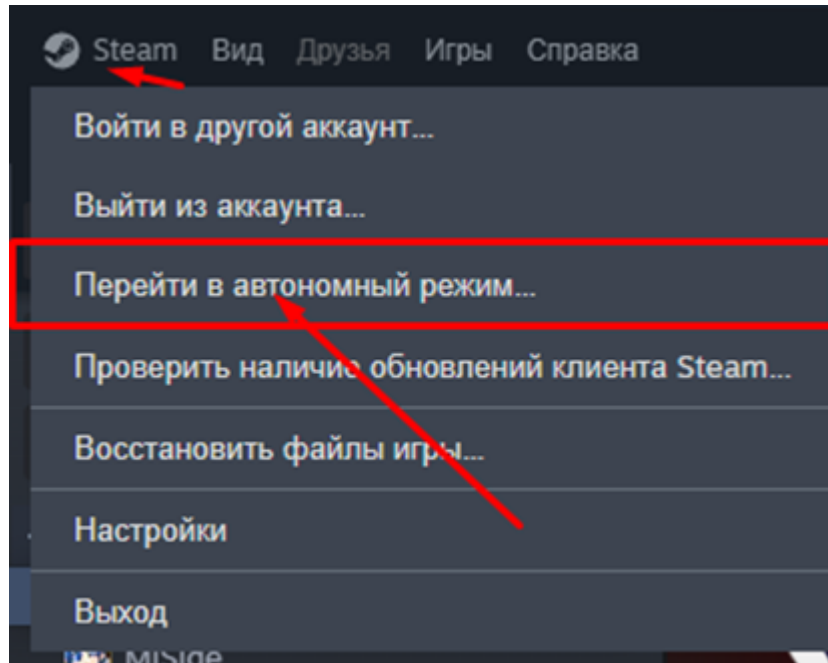 Steam Вид Друзья Игры Справка
Войти в другой аккаунт...
Выйти из аккаунта...
Перейти в автономный режим...
Проверить наличие обновлений клиента Steam...
Восстановить файлы игры...
Настройки
Выход
MiSide